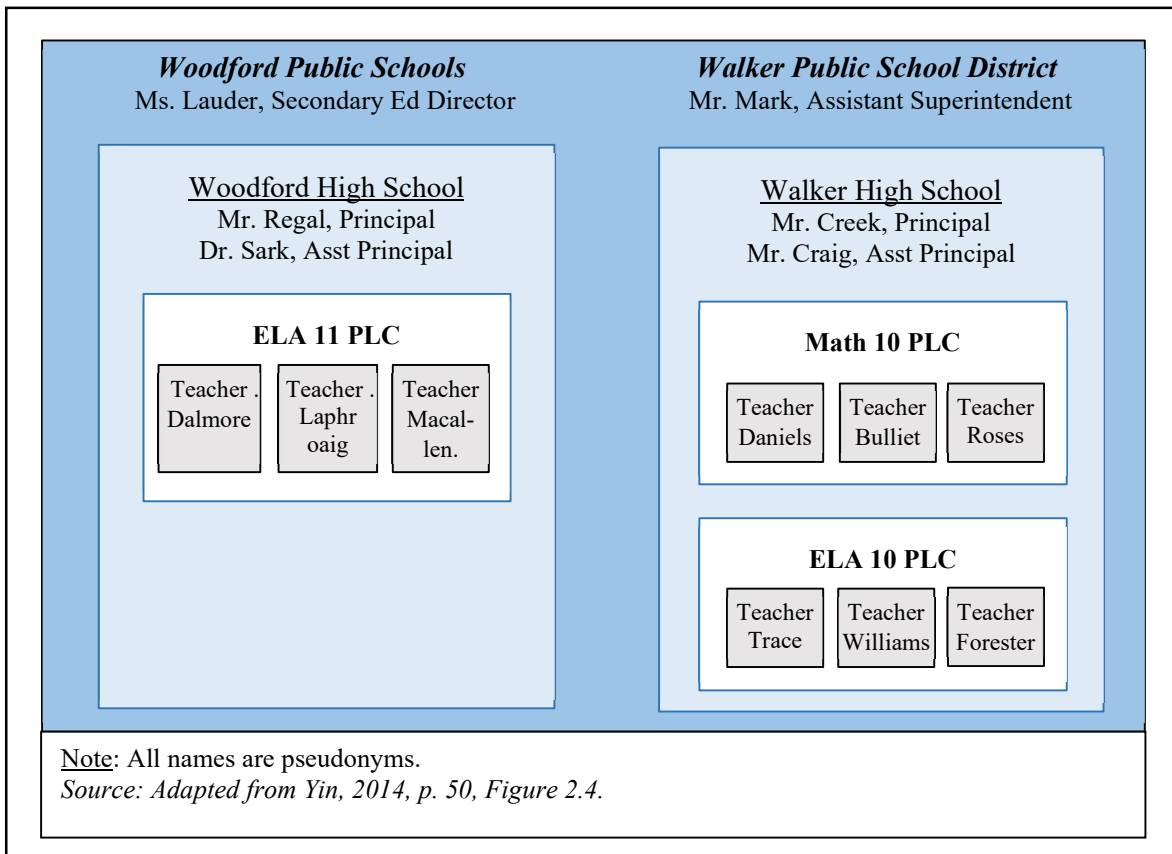 Woodford Public Schools
Ms. Lauder, Secondary Ed Director
Woodford High School
Mr. Regal, Principal
Dr. Sark, Asst Principal
ELA 11 PLC
Teacher .
Dalmore
Teacher .
Laphr
oaig
Teacher
Macal-
len.
Walker Public School District
Mr. Mark, Assistant Superintendent
Walker High School
Mr. Creek, Principal
Mr. Craig, Asst Principal
Math 10 PLC
Teacher
Daniels
Teacher
Bulliet
Teacher
Roses
ELA 10 PLC
Teacher
Trace
Teacher
Williams
Teacher
Forester
Note: All names are pseudonyms.
Source: Adapted from Yin, 2014, p. 50, Figure 2.4.